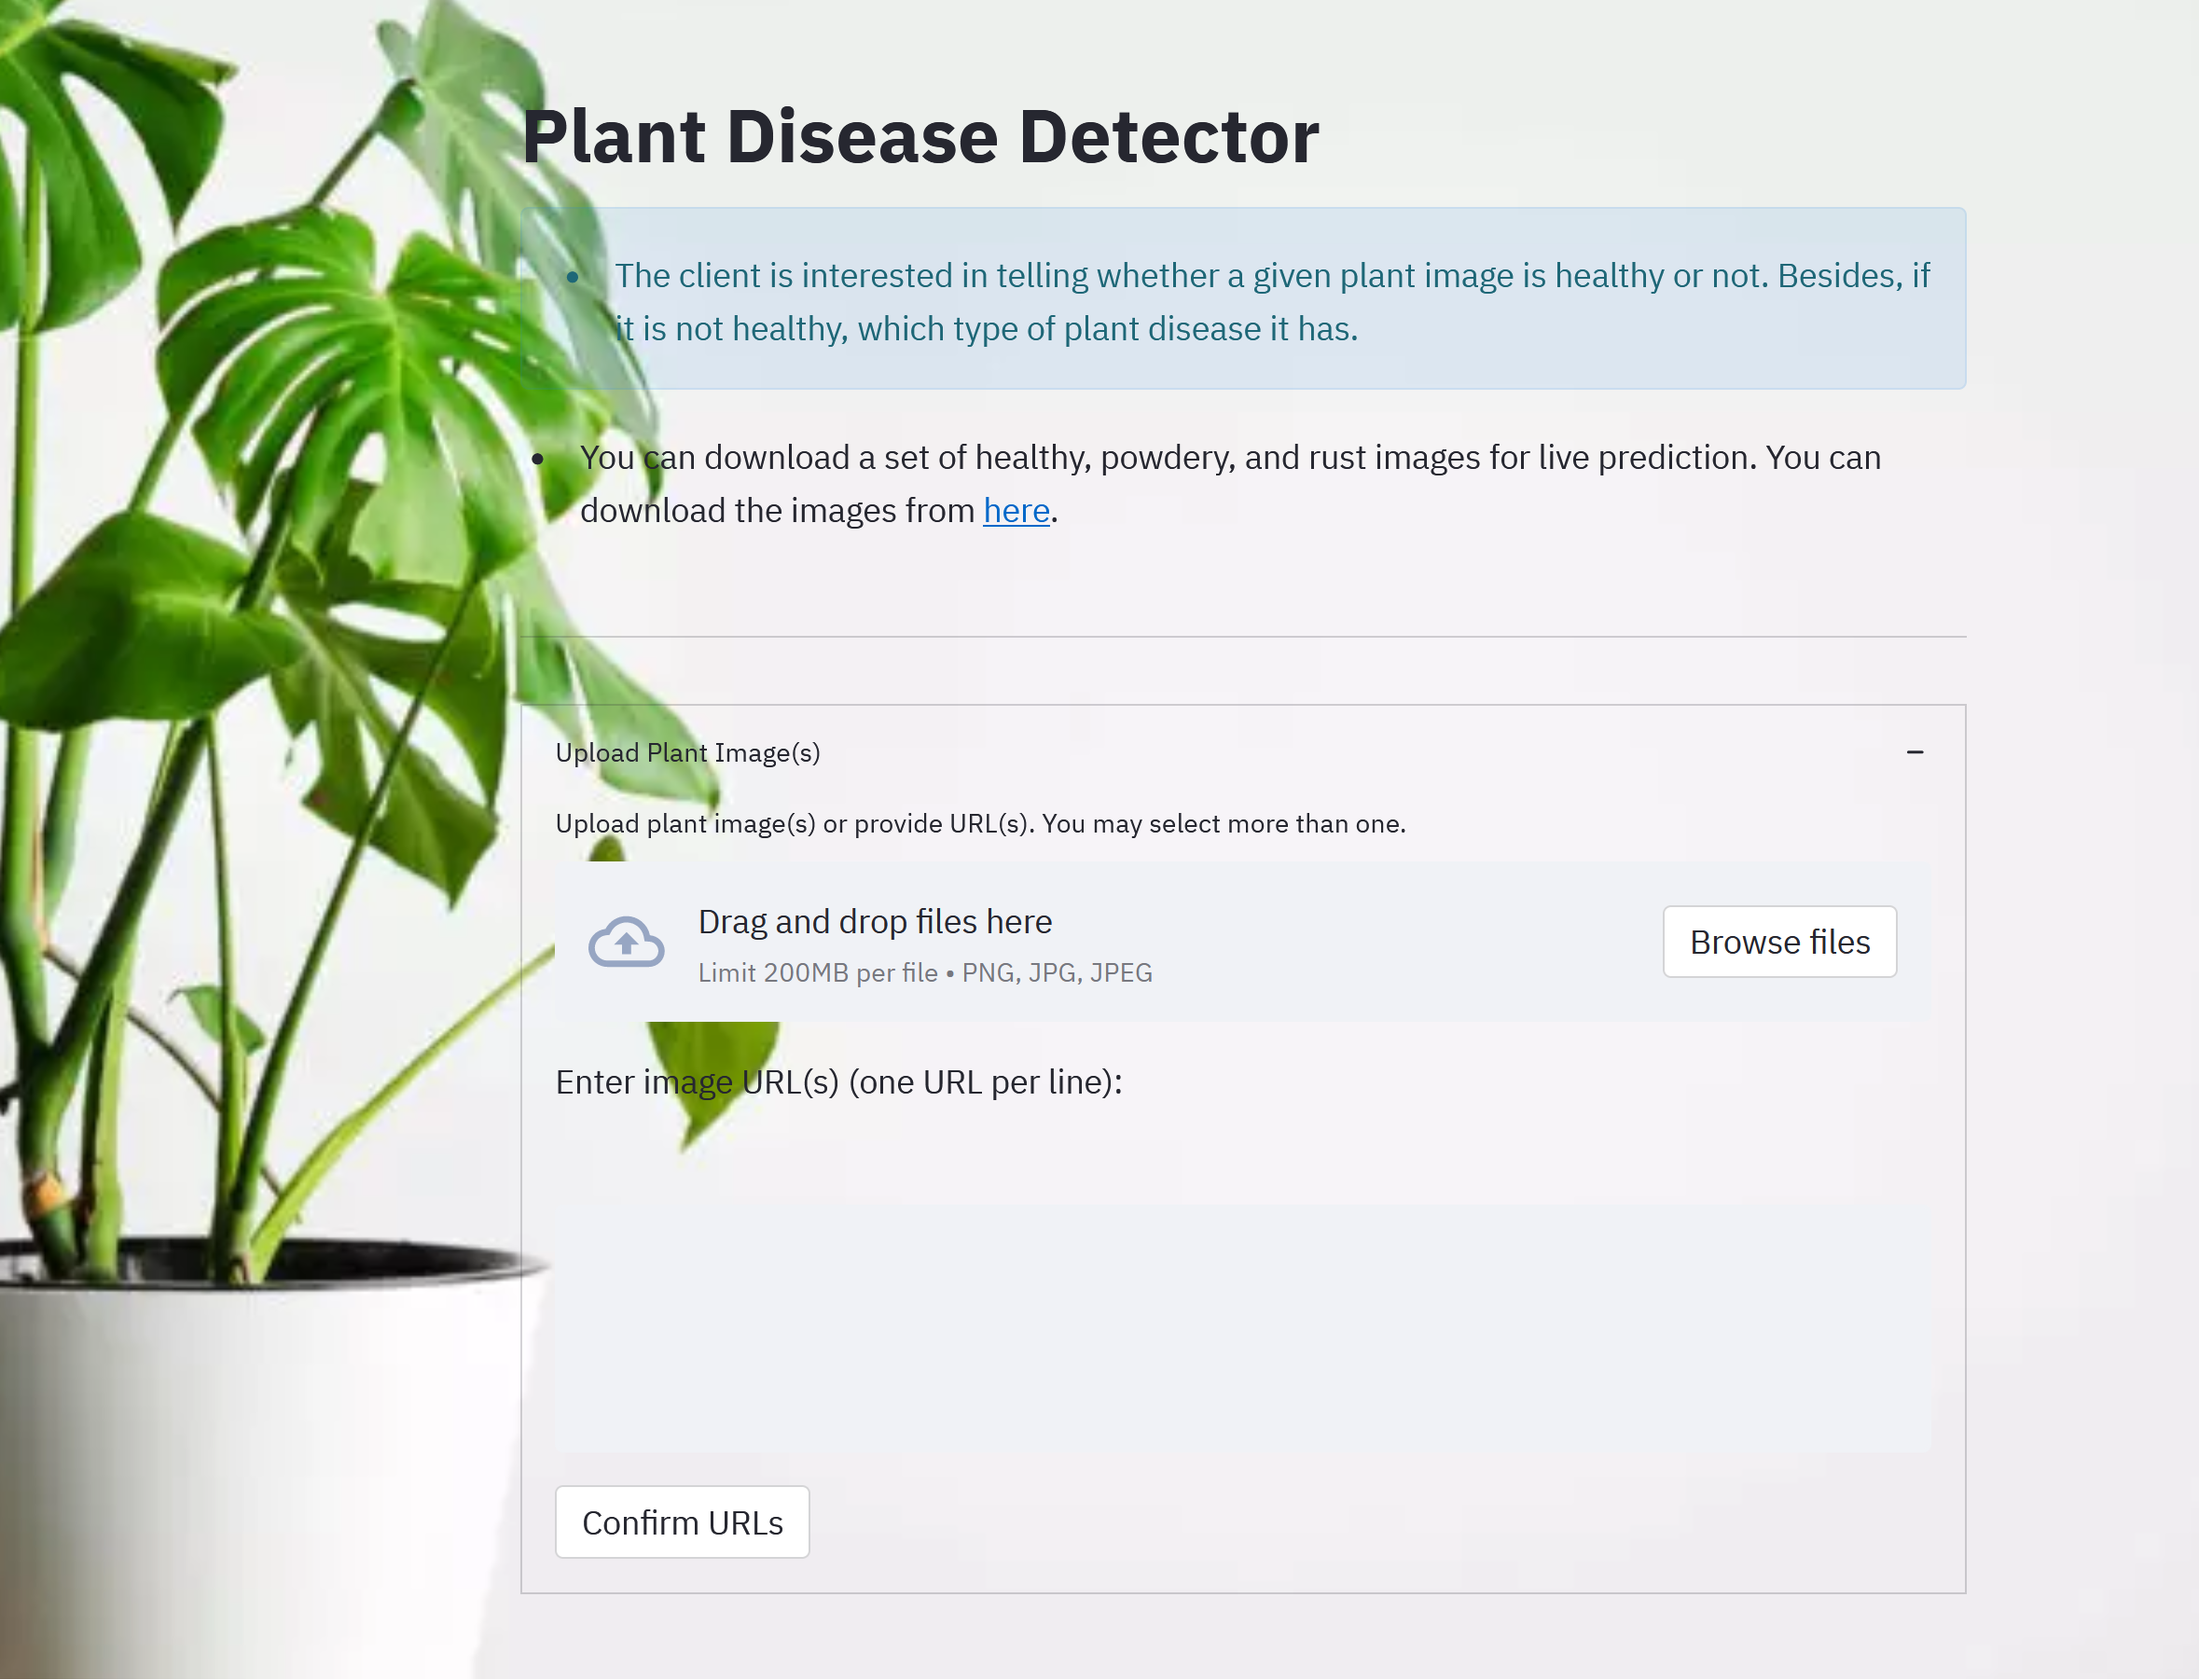 Plant Disease Detector
• The client is interested in telling whether a given plant image is healthy or not. Besides, if
it is not healthy, which type of plant disease it has.
• You can download a set of healthy, powdery, and rust images for live prediction. You can
download the images from here.
Upload Plant Image(s)
Upload plant image(s) or provide URL(s). You may select more than one.
Drag and drop files here
Limit 200MB per file • PNG, JPG, JPEG
Browse files
Enter image URL(s) (one URL per line):
Confirm URLs